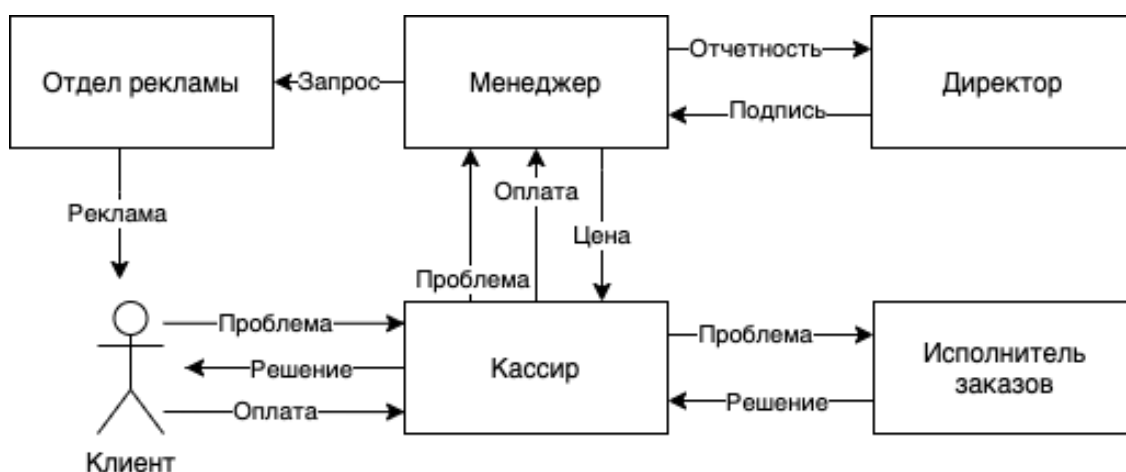 Отдел рекламы
Запрос
Менеджер
Отчетность
Подпись
Директор
Реклама
Оплата
Цена
Проблема
Проблема
Решение
Оплата
Кассир
Проблема
Решение
Исполнитель
заказов
Клиент